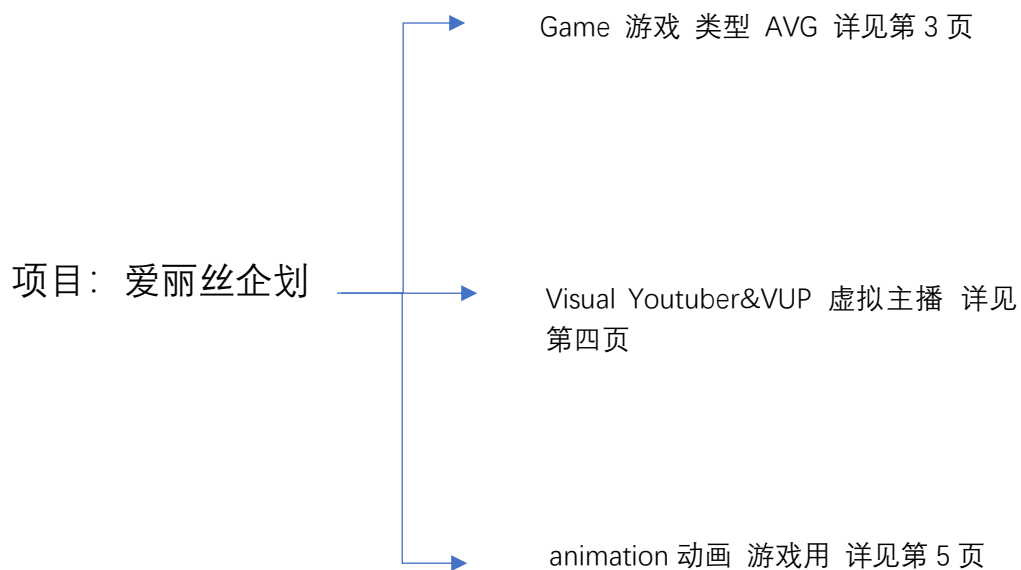 Game 游戏 类型 AVG 详见第 3 页
项目：爱丽丝企划
Visual Youtuber&VUP 虚拟主播 详见
第四页
animation 动画 游戏用 详见第 5 页